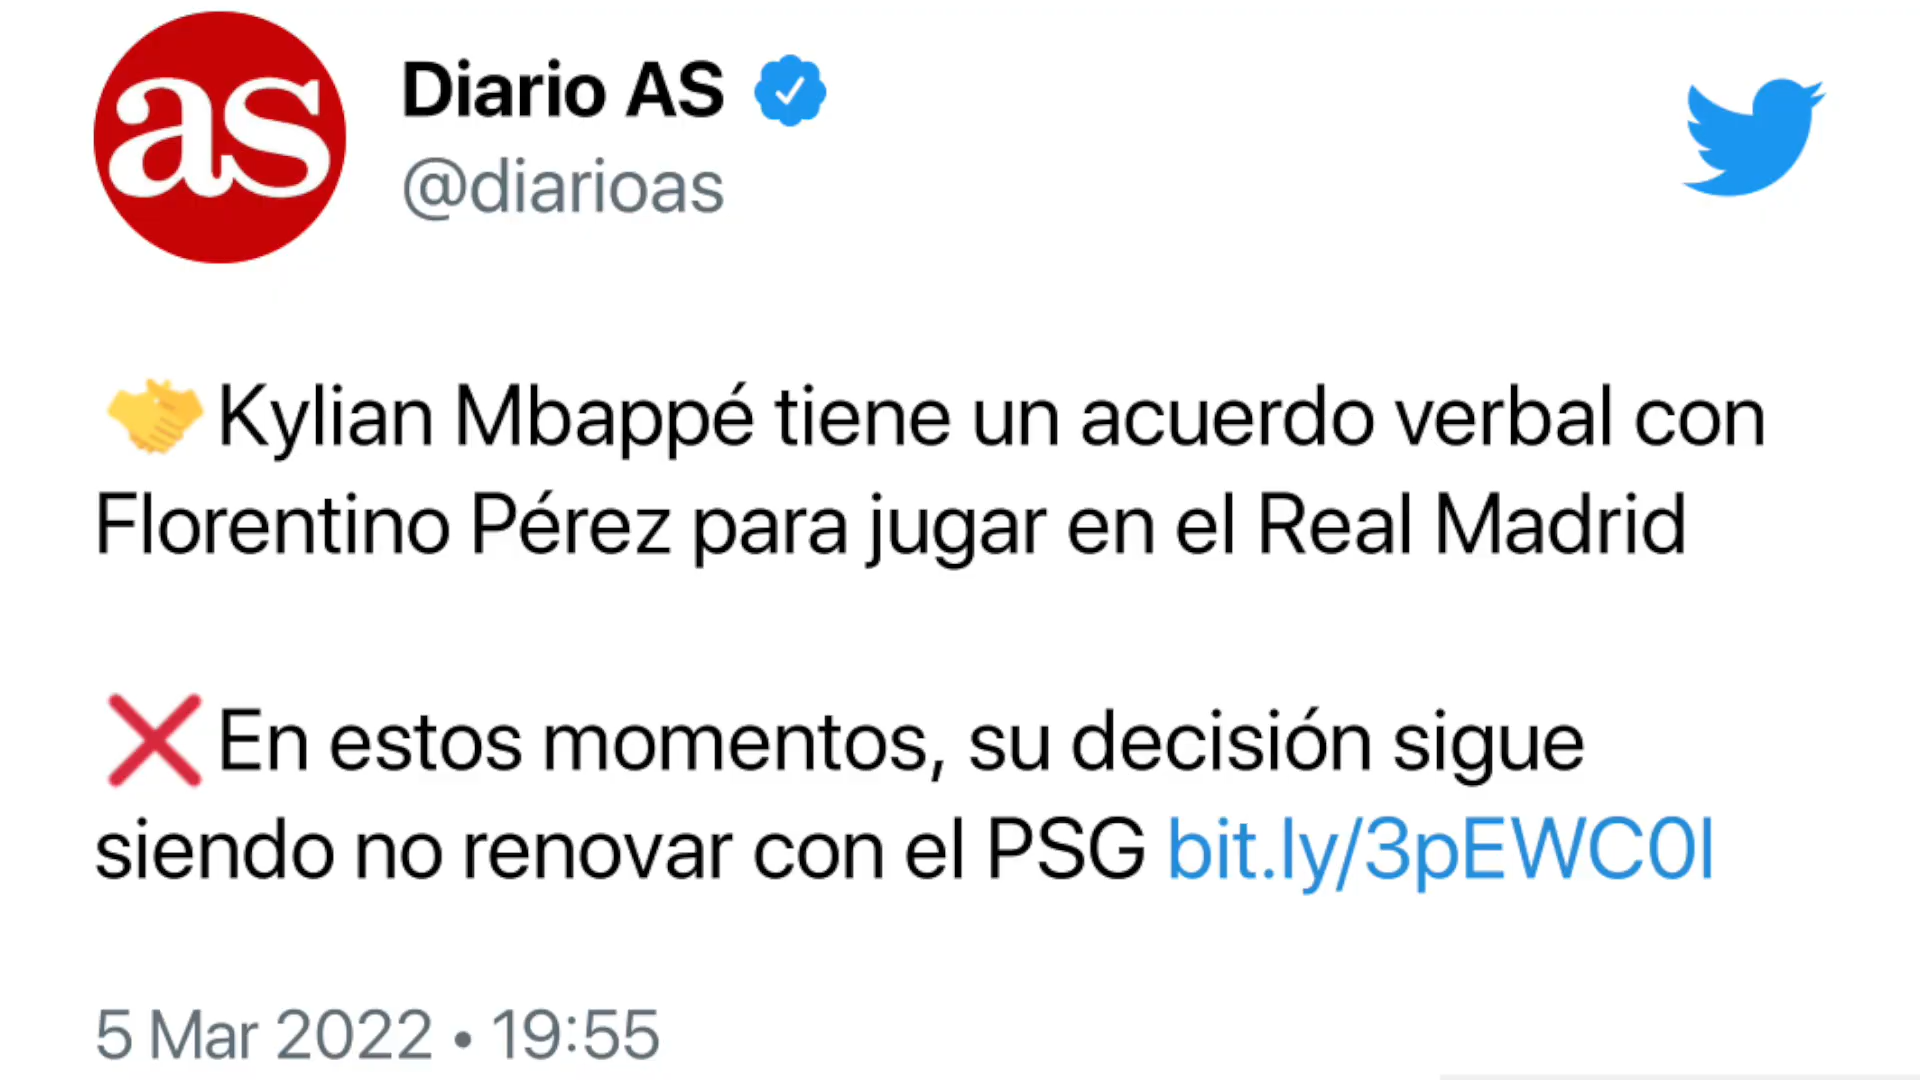 as
Diario AS
@diarioas
🤝Kylian Mbappé tiene un acuerdo verbal con
Florentino Pérez para jugar en el Real Madrid
❌En estos momentos, su decisión sigue
siendo no renovar con el PSG bit.ly/3pEWC0l
5 Mar 2022 • 19:55